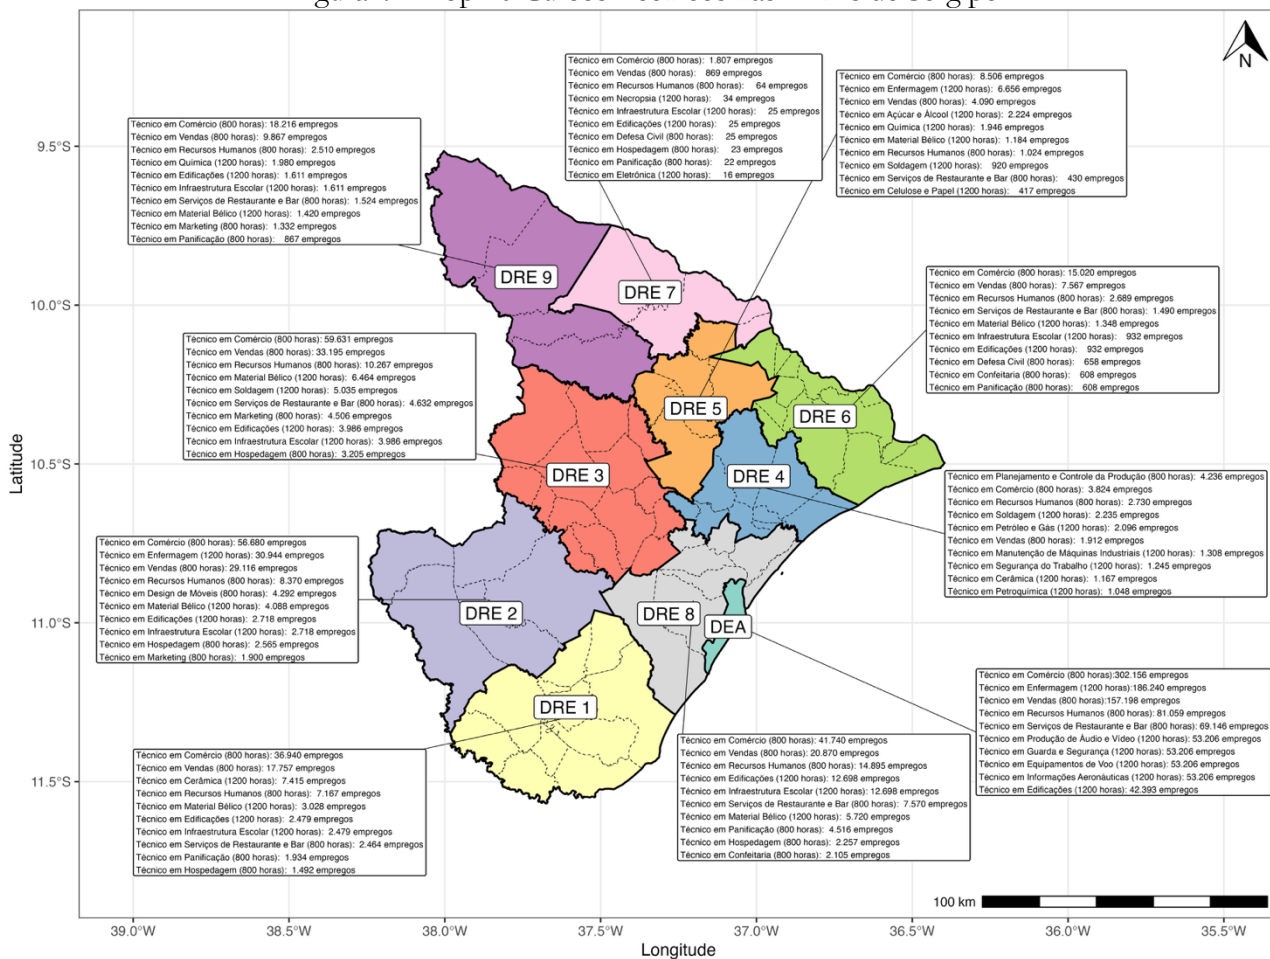 N
Técnico em Comércio (800 horas): 1.807 empregos
Técnico em Vendas (800 horas): 869 empregos
Técnico em Recursos Humanos (800 horas): 64 empregos
Técnico em Necropsia (1200 horas): 34 empregos
Técnico em Infraestrutura Escolar (1200 horas): 25 empregos
Técnico em Edificações (1200 horas): 25 empregos
Técnico em Defesa Civil (800 horas): 25 empregos
Técnico em Hospedagem (800 horas): 23 empregos
Técnico em Panificação (800 horas): 22 empregos
Técnico em Eletrônica (1200 horas): 16 empregos
Técnico em Comércio (800 horas): 8.506 empregos
Técnico em Enfermagem (1200 horas): 6.656 empregos
Técnico em Vendas (800 horas): 4.090 empregos
Técnico em Açúcar e Álcool (1200 horas): 2.224 empregos
Técnico em Química (1200 horas): 1.946 empregos
Técnico em Material Bélico (1200 horas): 1.184 empregos
Técnico em Recursos Humanos (800 horas): 1.024 empregos
Técnico em Soldagem (1200 horas): 920 empregos
Técnico em Serviços de Restaurante e Bar (800 horas): 430 empregos
Técnico em Celulose e Papel (1200 horas): 417 empregos
Técnico em Comércio (800 horas): 18.216 empregos
Técnico em Vendas (800 horas): 9.867 empregos
Técnico em Recursos Humanos (800 horas): 2.510 empregos
Técnico em Química (1200 horas): 1.980 empregos
Técnico em Edificações (1200 horas): 1.611 empregos
Técnico em Infraestrutura Escolar (1200 horas): 1.611 empregos
Técnico em Serviços de Restaurante e Bar (800 horas): 1.524 empregos
Técnico em Material Bélico (1200 horas): 1.420 empregos
Técnico em Marketing (800 horas): 1.332 empregos
Técnico em Panificação (800 horas): 867 empregos
Técnico em Comércio (800 horas): 15.020 empregos
Técnico em Vendas (800 horas): 7.567 empregos
Técnico em Recursos Humanos (800 horas): 2.689 empregos
Técnico em Serviços de Restaurante e Bar (800 horas): 1.490 empregos
Técnico em Material Bélico (1200 horas): 1.348 empregos
Técnico em Infraestrutura Escolar (1200 horas): 932 empregos
Técnico em Edificações (1200 horas): 932 empregos
Técnico em Defesa Civil (800 horas): 658 empregos
Técnico em Confeitaria (800 horas): 608 empregos
Técnico em Panificação (800 horas): 608 empregos
Técnico em Comércio (800 horas): 59.631 empregos
Técnico em Vendas (800 horas): 33.195 empregos
Técnico em Recursos Humanos (800 horas): 10.267 empregos
Técnico em Material Bélico (1200 horas): 6.464 empregos
Técnico em Soldagem (1200 horas): 5.035 empregos
Técnico em Serviços de Restaurante e Bar (800 horas): 4.632 empregos
Técnico em Marketing (800 horas): 4.506 empregos
Técnico em Edificações (1200 horas): 3.986 empregos
Técnico em Infraestrutura Escolar (1200 horas): 3.986 empregos
Técnico em Hospedagem (800 horas): 3.205 empregos
Técnico em Planejamento e Controle da Produção (800 horas): 4.236 empregos
Técnico em Comércio (800 horas): 3.824 empregos
Técnico em Recursos Humanos (800 horas): 2.730 empregos
Técnico em Soldagem (1200 horas): 2.235 empregos
Técnico em Petróleo e Gás (1200 horas): 2.096 empregos
Técnico em Vendas (800 horas): 1.912 empregos
Técnico em Manutenção de Máquinas Industriais (1200 horas): 1.308 empregos
Técnico em Segurança do Trabalho (1200 horas): 1.245 empregos
Técnico em Cerâmica (1200 horas): 1.167 empregos
Técnico em Petroquímica (1200 horas): 1.048 empregos
Técnico em Comércio (800 horas): 56.680 empregos
Técnico em Enfermagem (1200 horas): 30.944 empregos
Técnico em Vendas (800 horas): 29.116 empregos
Técnico em Recursos Humanos (800 horas): 8.370 empregos
Técnico em Design de Móveis (800 horas): 4.292 empregos
Técnico em Material Bélico (1200 horas): 4.088 empregos
Técnico em Edificações (1200 horas): 2.718 empregos
Técnico em Infraestrutura Escolar (1200 horas): 2.718 empregos
Técnico em Hospedagem (800 horas): 2.565 empregos
Técnico em Marketing (800 horas): 1.900 empregos
Técnico em Comércio (800 horas):302.156 empregos
Técnico em Enfermagem (1200 horas):186.240 empregos
Técnico em Vendas (800 horas):157.198 empregos
Técnico em Recursos Humanos (800 horas): 81.059 empregos
Técnico em Serviços de Restaurante e Bar (800 horas): 69.146 empregos
Técnico em Produção de Áudio e Vídeo (1200 horas): 53.206 empregos
Técnico em Guarda e Segurança (1200 horas): 53.206 empregos
Técnico em Equipamentos de Voo (1200 horas): 53.206 empregos
Técnico em Informações Aeronáuticas (1200 horas): 53.206 empregos
Técnico em Edificações (1200 horas): 42.393 empregos
Técnico em Comércio (800 horas): 36.940 empregos
Técnico em Vendas (800 horas): 17.757 empregos
Técnico em Cerâmica (1200 horas): 7.415 empregos
Técnico em Recursos Humanos (800 horas): 7.167 empregos
Técnico em Material Bélico (1200 horas): 3.028 empregos
Técnico em Edificações (1200 horas): 2.479 empregos
Técnico em Infraestrutura Escolar (1200 horas): 2.479 empregos
Técnico em Serviços de Restaurante e Bar (800 horas): 2.464 empregos
Técnico em Panificação (800 horas): 1.934 empregos
Técnico em Hospedagem (800 horas): 1.492 empregos
Técnico em Comércio (800 horas): 41.740 empregos
Técnico em Vendas (800 horas): 20.870 empregos
Técnico em Recursos Humanos (800 horas): 14.895 empregos
Técnico em Edificações (1200 horas): 12.698 empregos
Técnico em Infraestrutura Escolar (1200 horas): 12.698 empregos
Técnico em Serviços de Restaurante e Bar (800 horas): 7.570 empregos
Técnico em Material Bélico (1200 horas): 5.720 empregos
Técnico em Panificação (800 horas): 4.516 empregos
Técnico em Hospedagem (800 horas): 2.257 empregos
Técnico em Confeitaria (800 horas): 2.105 empregos
DRE 9
DRE 7
DRE 5
DRE 6
DRE 3
DRE 4
DRE 2
DRE 8
DEA
DRE 1
9.5°S
10.0°S
10.5°S
11.0°S
11.5°S
Latitude
100 km
39.0°W
38.5°W
38.0°W
37.5°W
37.0°W
36.5°W
36.0°W
35.5°W
Longitude